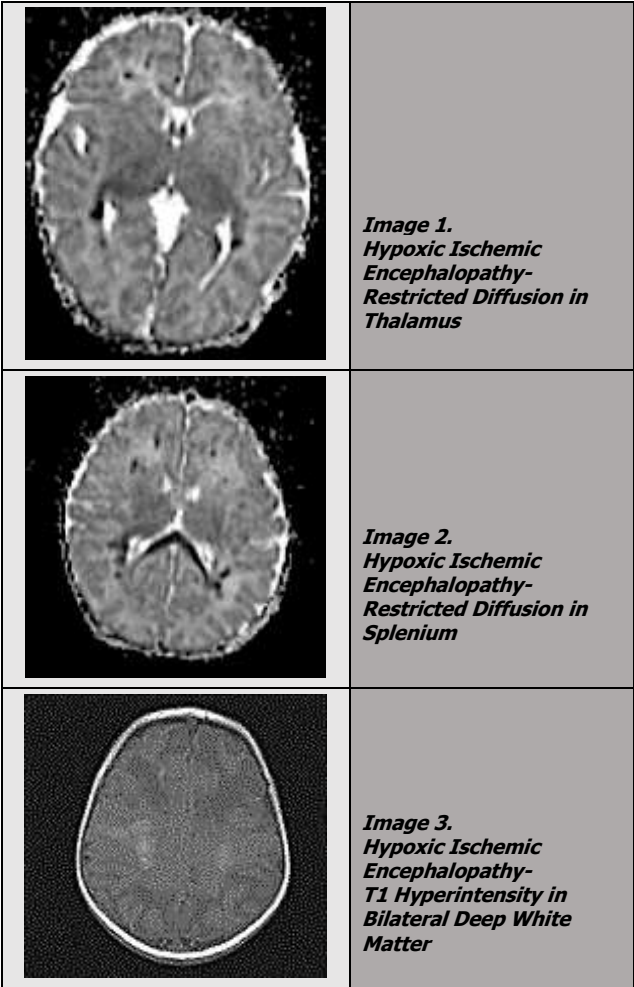 Image 1.
Hypoxic Ischemic
Encephalopathy-
Restricted Diffusion in
Thalamus
Image 2.
Hypoxic Ischemic
Encephalopathy-
Restricted Diffusion in
Splenium
Image 3.
Hypoxic Ischemic
Encephalopathy-
T1 Hyperintensity in
Bilateral Deep White
Matter